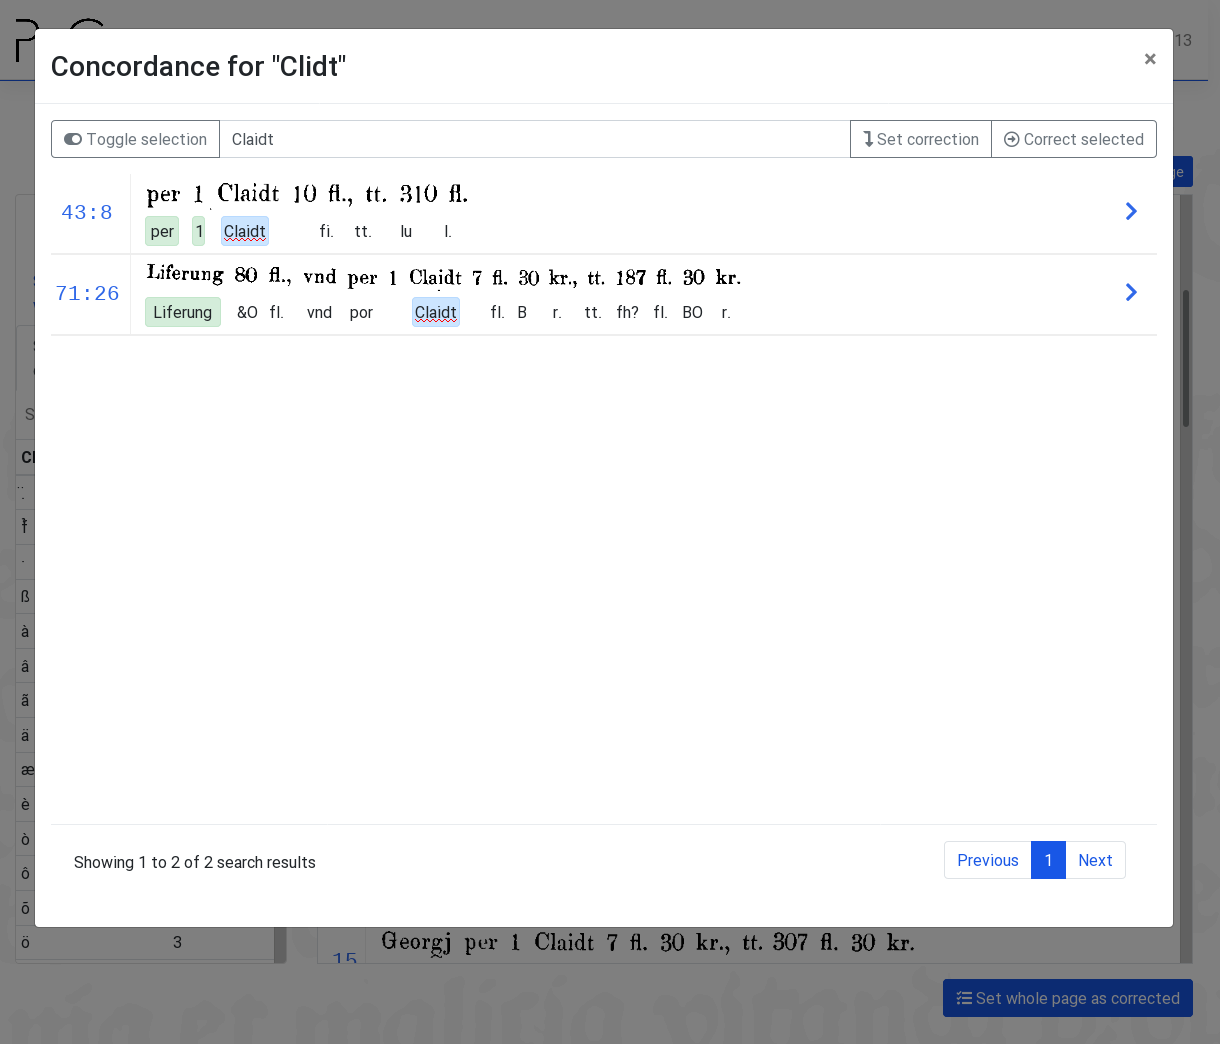 13
Concordance for "Clidt"
×
Toggle selection
Claidt
Set correction
Correct selected
ge
43:8
per 1 Claidt 10 fl., tt. 310 fl.
per 1 Claidt fi. tt. lu l.
71:26
Liferung 80 fl., vnd per 1 Claidt 7 fl. 30 kr., tt. 187 fl. 30 kr.
Liferung &O fl. vnd por Claidt fl. B r. tt. fh? fl. BO r.
S
ß
à
â
ã
ä
æ
è
ò
ô
õ
ö 3
Showing 1 to 2 of 2 search results
Previous 1 Next
15
Georgj per 1 Claidt 7 fl. 30 kr., tt. 307 fl. 30 kr.
Set whole page as corrected